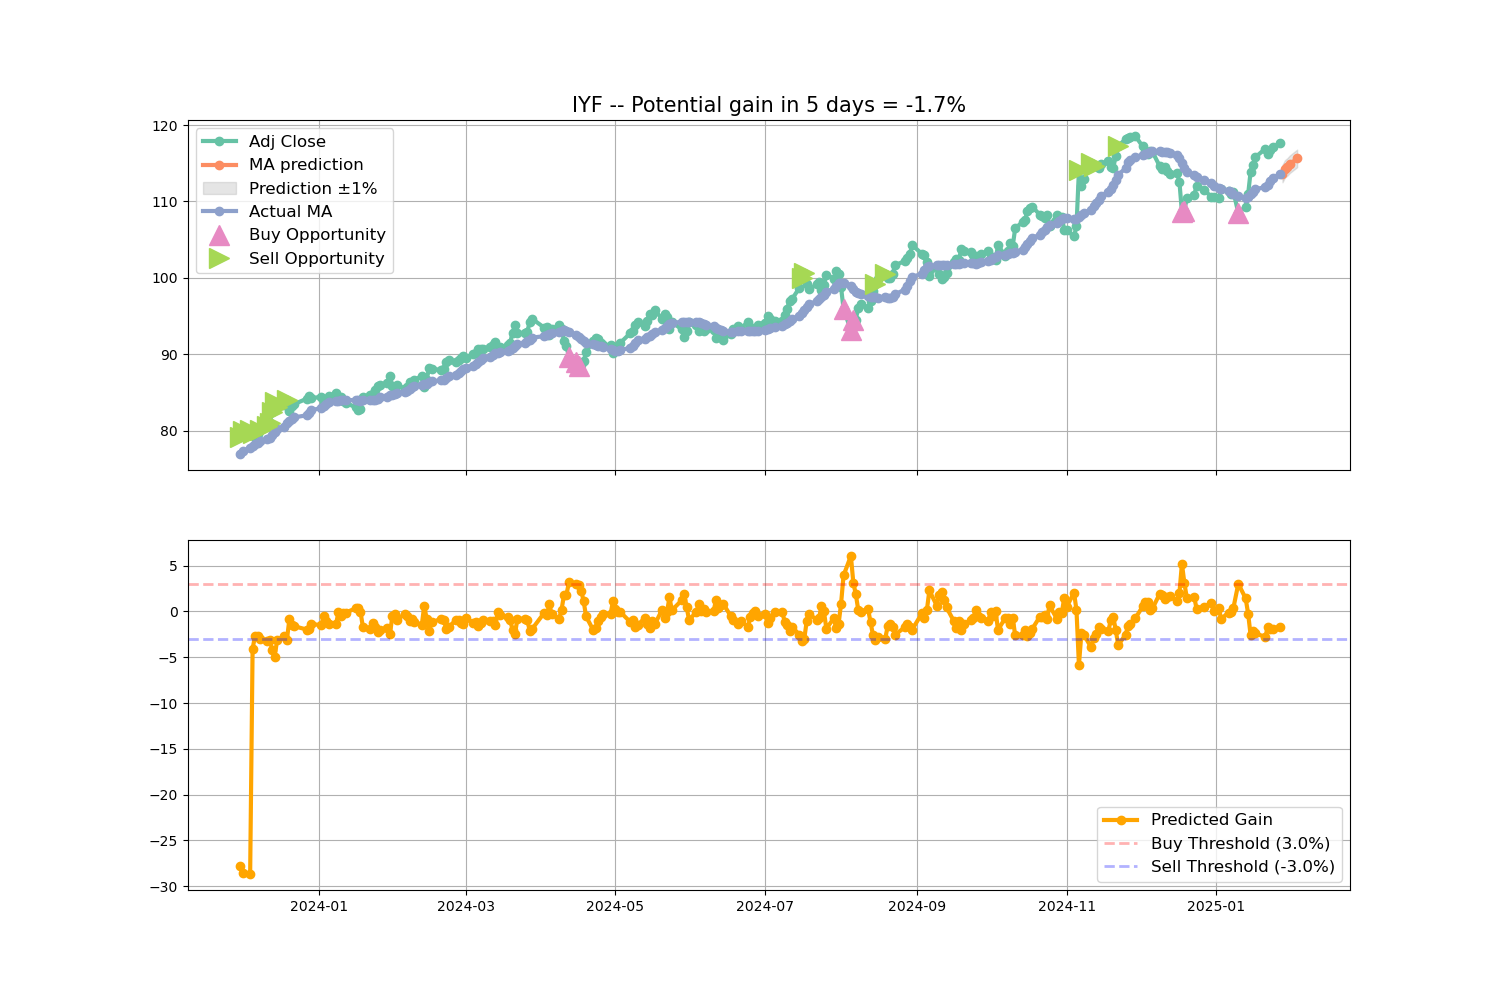 IYF -- Potential gain in 5 days = -1.7%
120
110
100
90
80
Adj Close
MA prediction
Prediction ±1%
Actual MA
Buy Opportunity
Sell Opportunity
5
0
−5
−10
−15
−20
−25
−30
Predicted Gain
Buy Threshold (3.0%)
Sell Threshold (-3.0%)
2024-01
2024-03
2024-05
2024-07
2024-09
2024-11
2025-01